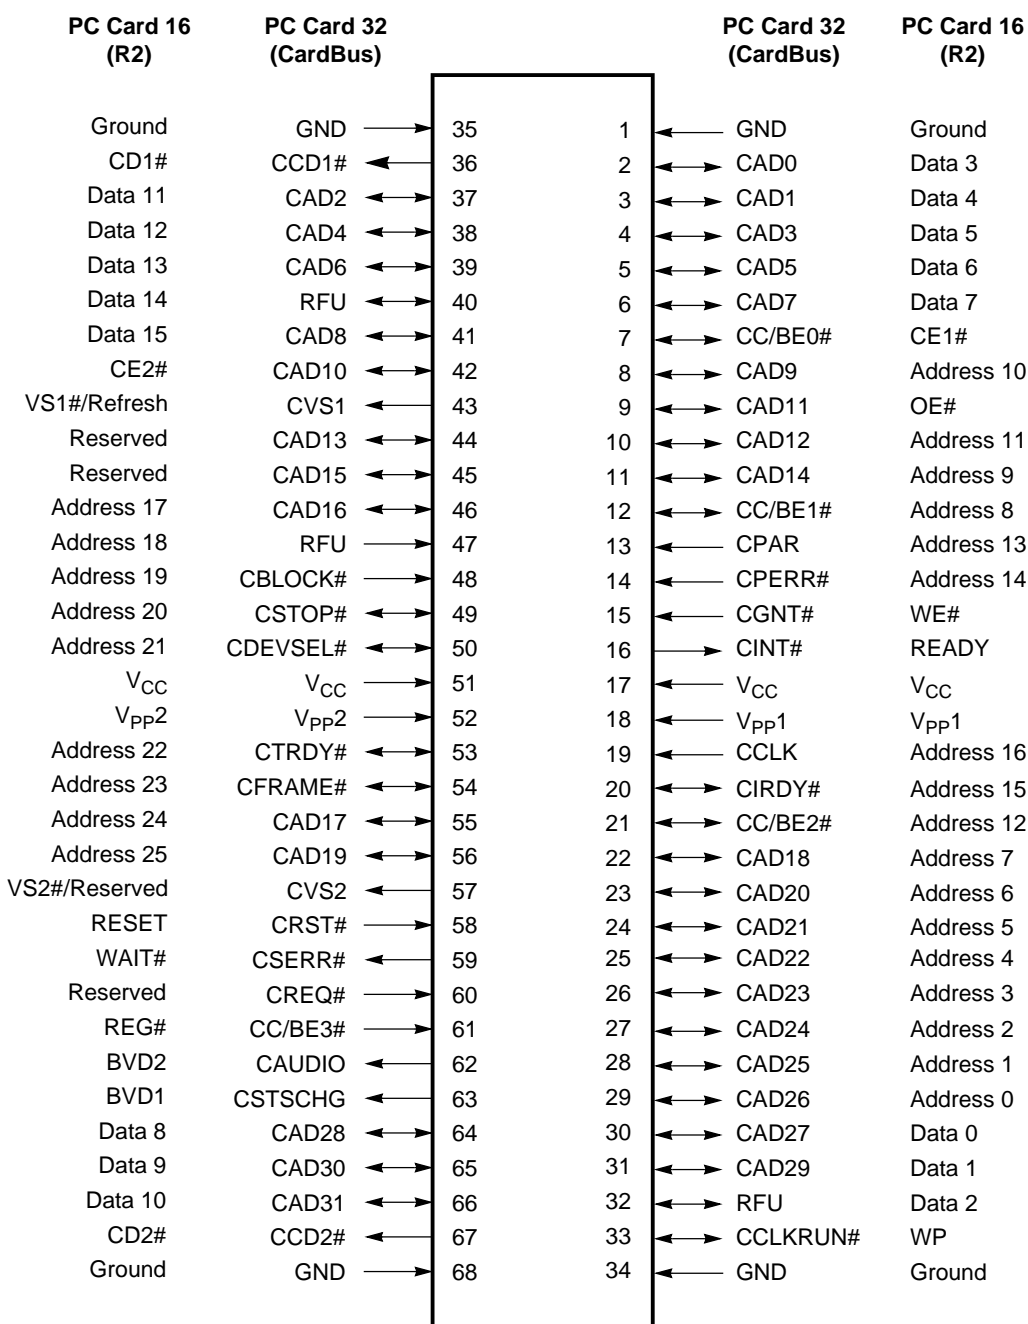 PC Card 16 PC Card 32 PC Card 32 PC Card 16
(R2) (CardBus) (CardBus) (R2)
Ground GND 35 1 GND Ground
CD1# CCD1# 36 2 CAD0 Data 3
Data 11 CAD2 37 3 CAD1 Data 4
Data 12 CAD4 38 4 CAD3 Data 5
Data 13 CAD6 39 5 CAD5 Data 6
Data 14 RFU 40 6 CAD7 Data 7
Data 15 CAD8 41 7 CC/BE0# CE1#
CE2# CAD10 42 8 CAD9 Address 10
VS1#/Refresh CVS1 43 9 CAD11 OE#
Reserved CAD13 44 10 CAD12 Address 11
Reserved CAD15 45 11 CAD14 Address 9
Address 17 CAD16 46 12 CC/BE1# Address 8
Address 18 RFU 47 13 CPAR Address 13
Address 19 CBLOCK# 48 14 CPERR# Address 14
Address 20 CSTOP# 49 15 CGNT# WE#
Address 21 CDEVSEL# 50 16 CINT# READY
VCC VCC 51 17 VCC VCC
VPP2 VPP2 52 18 VPP1 VPP1
Address 22 CTRDY# 53 19 CCLK Address 16
Address 23 CFRAME# 54 20 CIRDY# Address 15
Address 24 CAD17 55 21 CC/BE2# Address 12
Address 25 CAD19 56 22 CAD18 Address 7
VS2#/Reserved CVS2 57 23 CAD20 Address 6
RESET CRST# 58 24 CAD21 Address 5
WAIT# CSERR# 59 25 CAD22 Address 4
Reserved CREQ# 60 26 CAD23 Address 3
REG# CC/BE3# 61 27 CAD24 Address 2
BVD2 CAUDIO 62 28 CAD25 Address 1
BVD1 CSTSCHG 63 29 CAD26 Address 0
Data 8 CAD28 64 30 CAD27 Data 0
Data 9 CAD30 65 31 CAD29 Data 1
Data 10 CAD31 66 32 RFU Data 2
CD2# CCD2# 67 33 CCLKRUN# WP
Ground GND 68 34 GND Ground